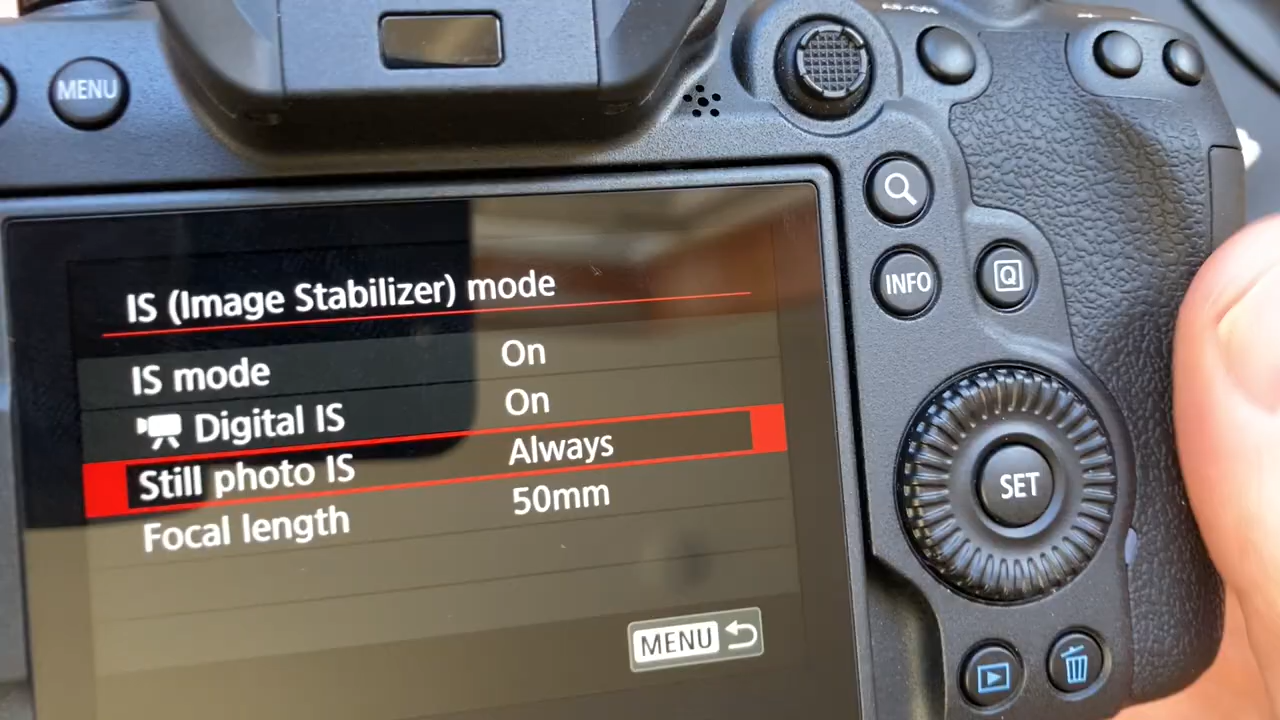 MENU
IS (Image Stabilizer) mode
IS mode On
Digital IS On
Still photo IS Always
Focal length 50mm
MENU
INFO
Q
SET